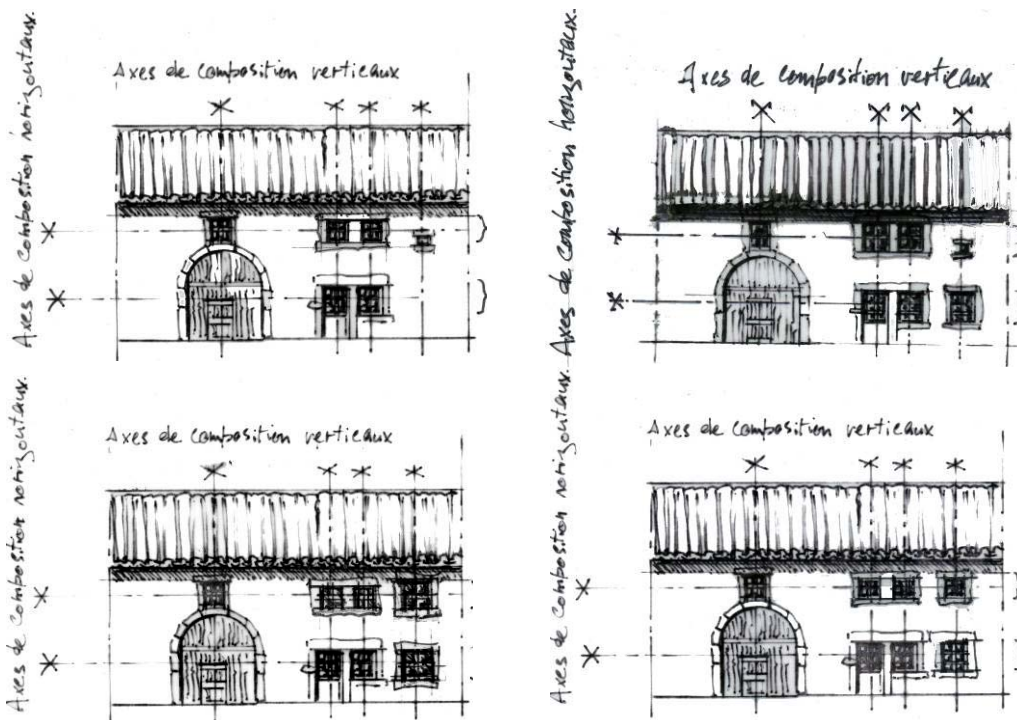 Axes de composition verticaux
Axes de composition horizontaux.
Axes de composition verticaux
Axes de composition horizontaux.
Axes de composition verticaux
Axes de composition horizontaux.
Axes de composition verticaux
Axes de composition horizontaux.